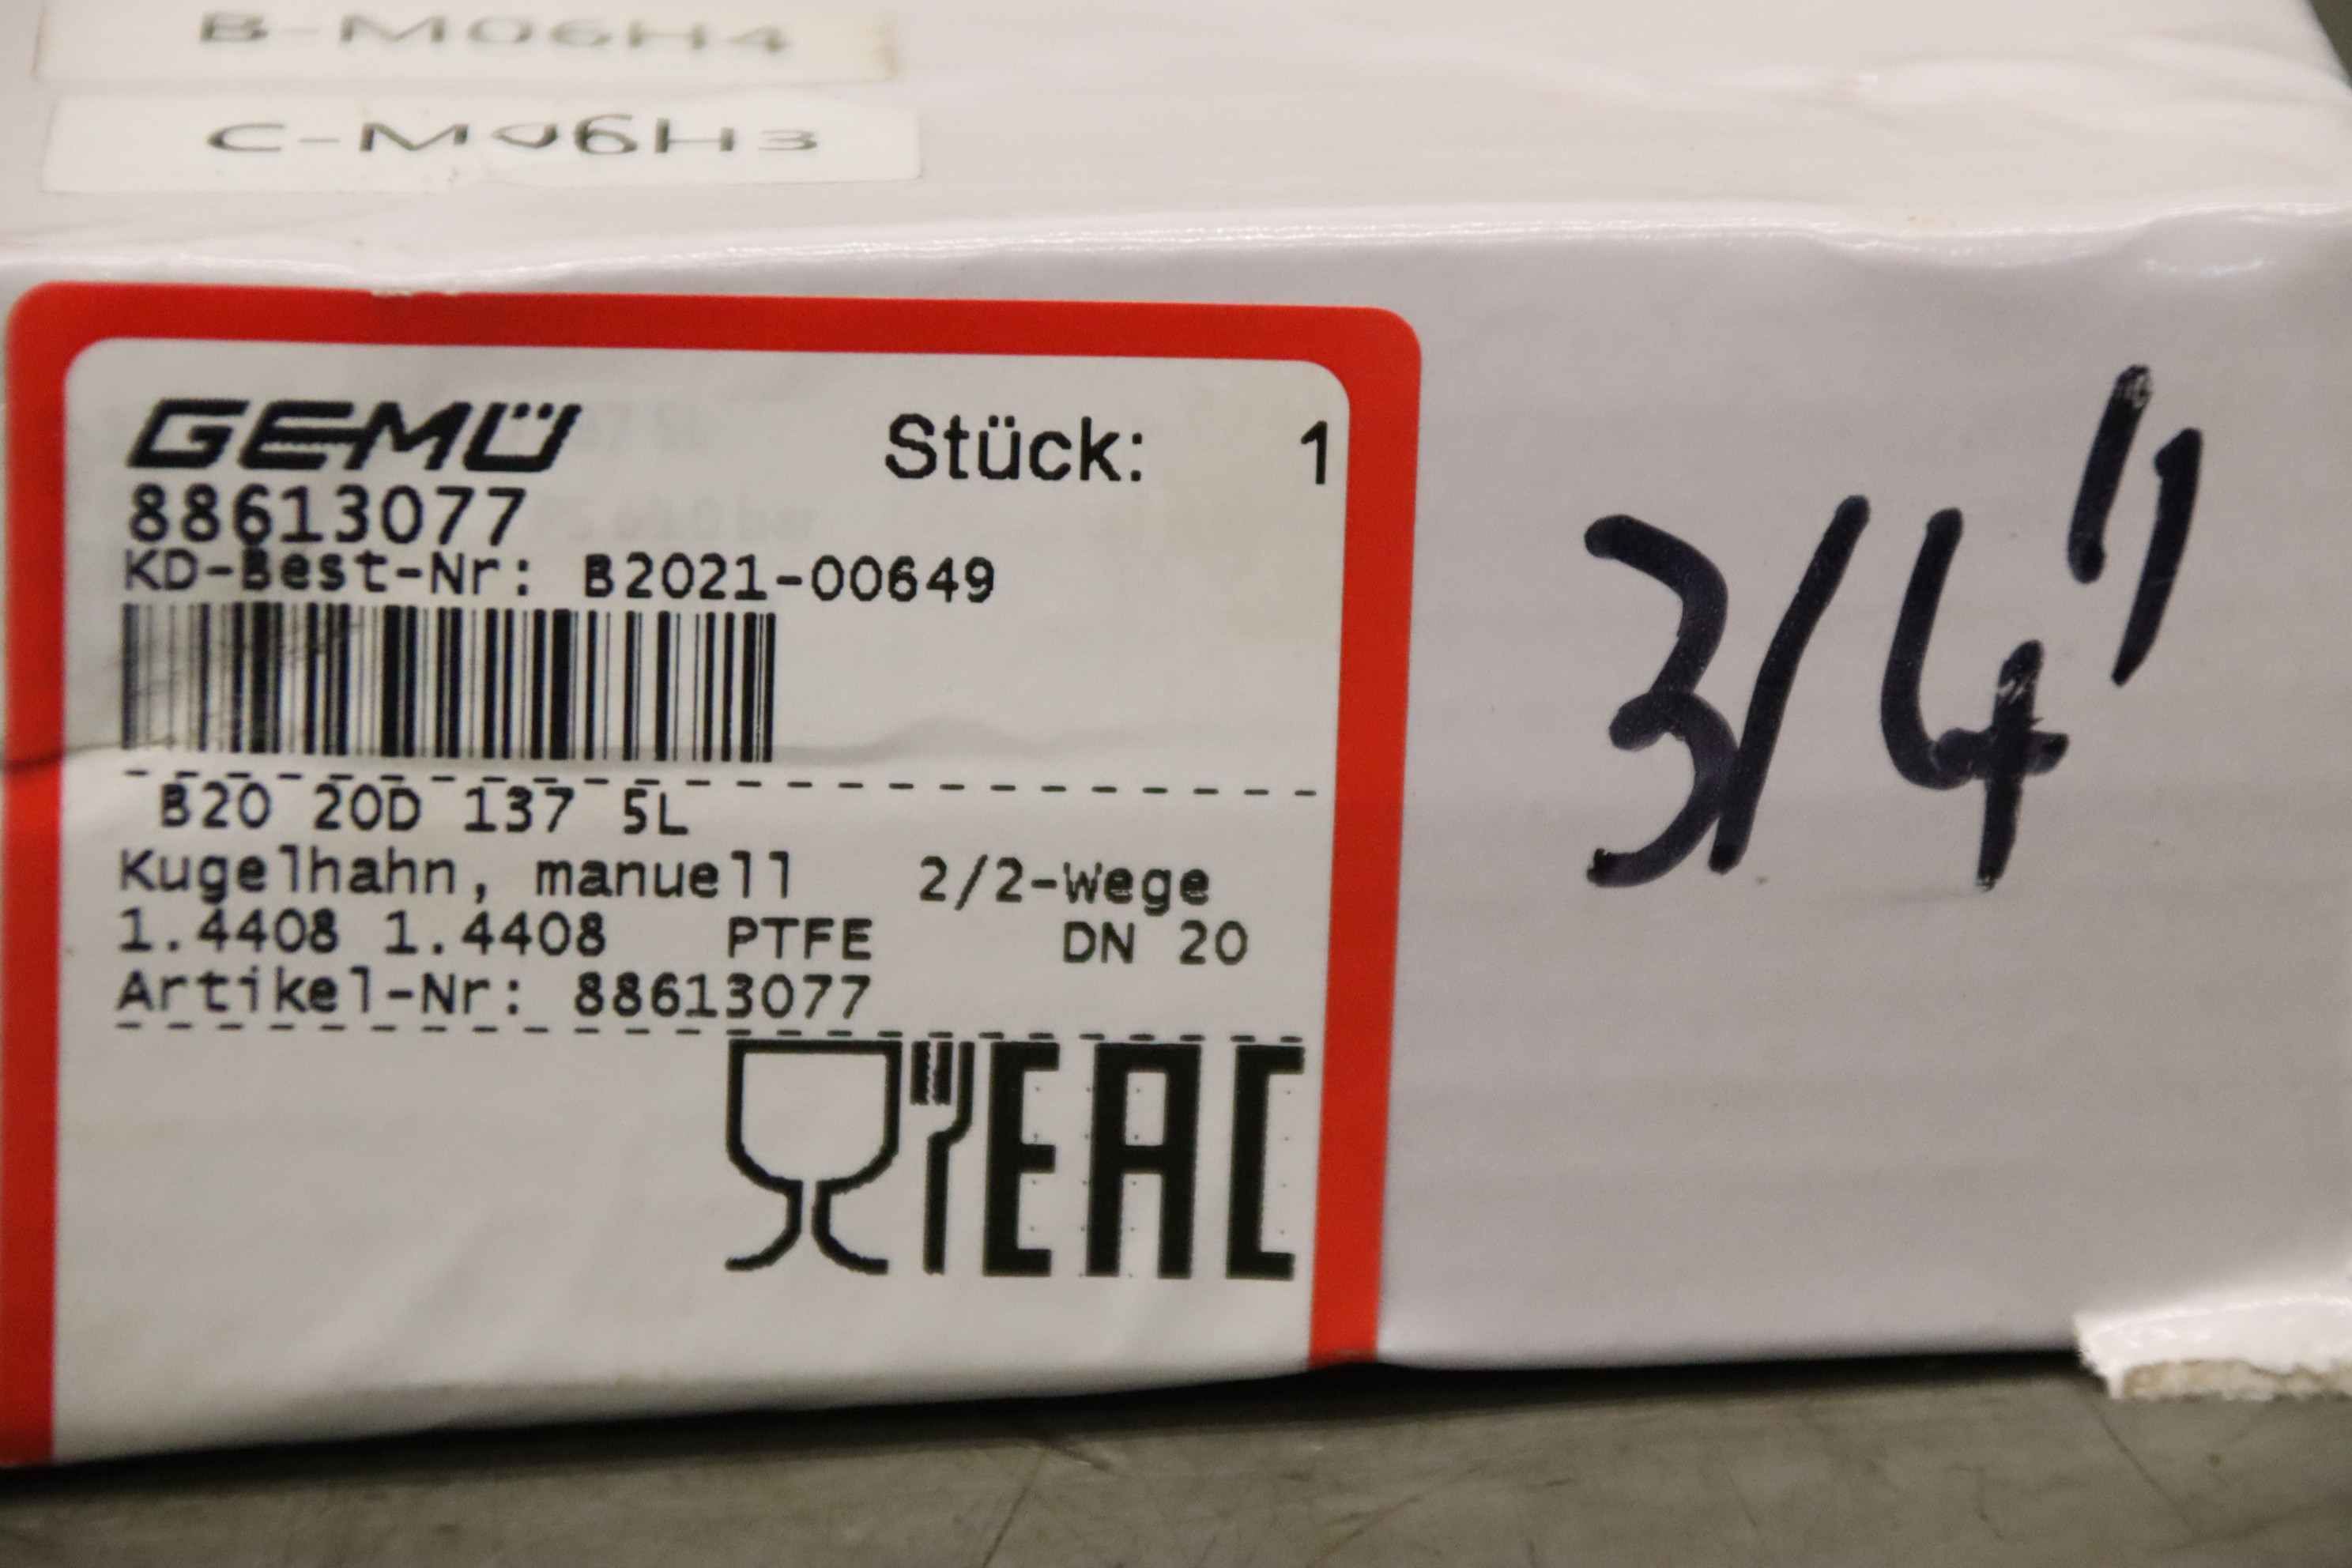 B-M06H4
C-M06H3
GEMÜ Stück: 1
88613077
KD-Best-Nr: B2021-00649
B20 20D 137 5L
Kugelhahn, manuell 2/2-Wege
1.4408 1.4408 PTFE DN 20
Artikel-Nr: 88613077
EAC
3/4"